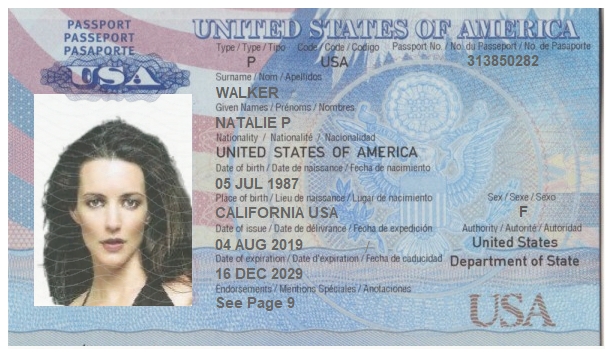 PASSPORT
PASSEPORT
PASAPORTE
USA
UNITED STATES OF AMERICA
Type / Type / Tipo Code / Code / Codigo Passport No. / No. du Passeport / No. de Pasaporte
P USA 313850282
Surname / Nom / Apellidos
WALKER
Given Names / Prénoms / Nombres
NATALIE P
Nationality / Nationalité / Nacionalidad
UNITED STATES OF AMERICA
Date of birth / Date de naissance / Fecha de nacimiento
05 JUL 1987
Place of birth / Lieu de naissance / Lugar de nacimiento Sex / Sexe / Sexo
CALIFORNIA USA F
Date of issue / Date de délivrance / Fecha de expedición Authority / Autorité / Autoridad
04 AUG 2019 United States
Date of expiration / Date d'expiration / Fecha de caducidad Department of State
16 DEC 2029
Endorsements / Mentions Spéciales / Anotaciones
See Page 9
USA